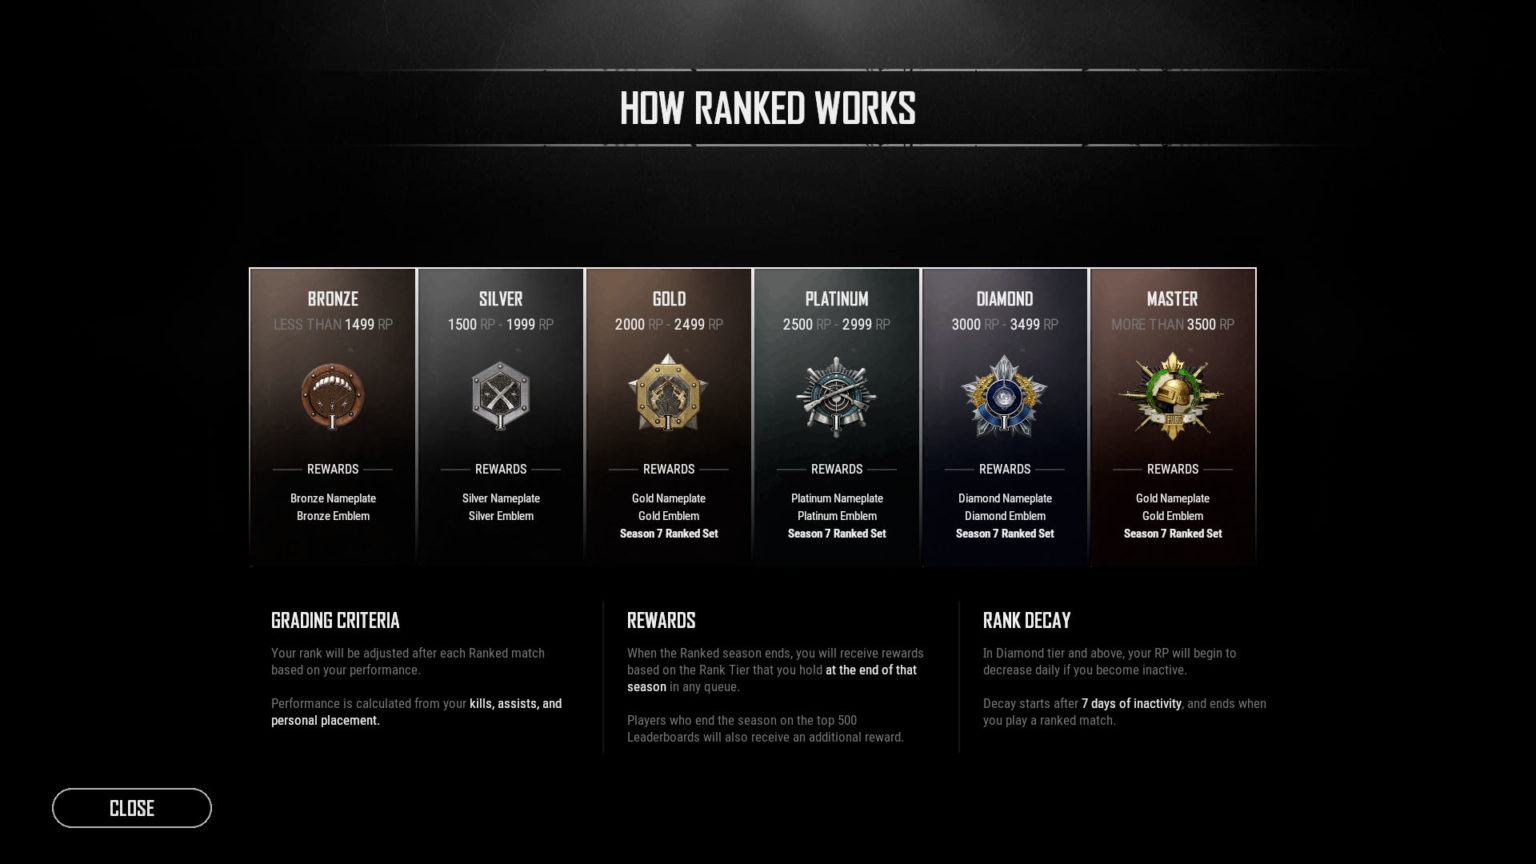 HOW RANKED WORKS
BRONZE
LESS THAN 1499 RP
REWARDS
Bronze Nameplate
Bronze Emblem
SILVER
1500 RP - 1999 RP
REWARDS
Silver Nameplate
Silver Emblem
GOLD
2000 RP - 2499 RP
REWARDS
Gold Nameplate
Gold Emblem
Season 7 Ranked Set
PLATINUM
2500 RP - 2999 RP
REWARDS
Platinum Nameplate
Platinum Emblem
Season 7 Ranked Set
DIAMOND
3000 RP - 3499 RP
REWARDS
Diamond Nameplate
Diamond Emblem
Season 7 Ranked Set
MASTER
MORE THAN 3500 RP
REWARDS
Gold Nameplate
Gold Emblem
Season 7 Ranked Set
GRADING CRITERIA
Your rank will be adjusted after each Ranked match
based on your performance.
Performance is calculated from your kills, assists, and
personal placement.
REWARDS
When the Ranked season ends, you will receive rewards
based on the Rank Tier that you hold at the end of that
season in any queue.
Players who end the season on the top 500
Leaderboards will also receive an additional reward.
RANK DECAY
In Diamond tier and above, your RP will begin to
decrease daily if you become inactive.
Decay starts after 7 days of inactivity, and ends when
you play a ranked match.
CLOSE